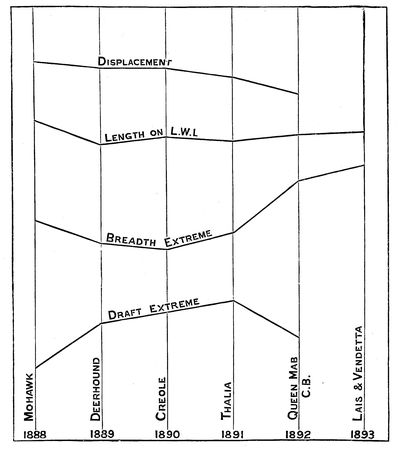 DISPLACEMENT
LENGTH ON L.W.L
BREADTH EXTREME
DRAFT EXTREME
MOHAWK
DEERHOUND
CREOLE
THALIA
QUEEN MAB
C.B.
LAIS & VENDETTA
1888 1889 1890 1891 1892 1893